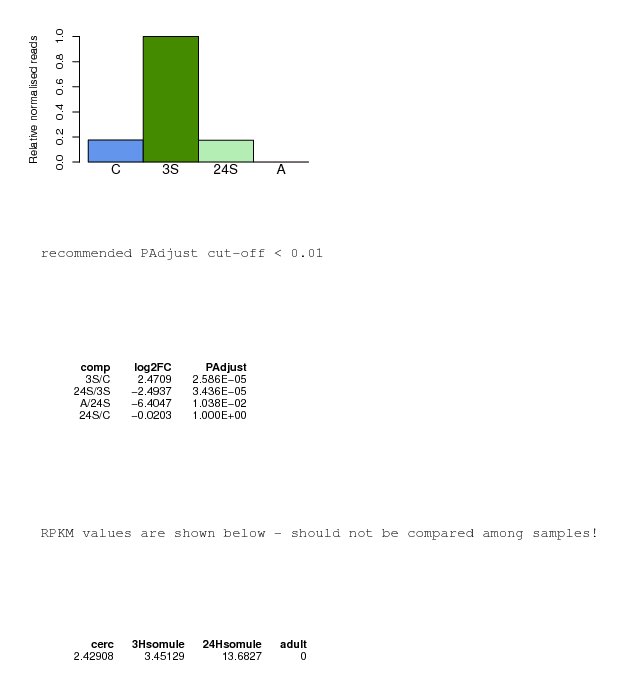 Relative normalised reads
1.0
0.8
0.6
0.4
0.2
0.0
C 3S 24S A
recommended PAdjust cut-off < 0.01
comp log2FC PAdjust
3S/C 2.4709 2.586E-05
24S/3S -2.4937 3.436E-05
A/24S -6.4047 1.038E-02
24S/C -0.0203 1.000E+00
RPKM values are shown below - should not be compared among samples!
cerc 3Hsomule 24Hsomule adult
2.42908 3.45129 13.6827 0